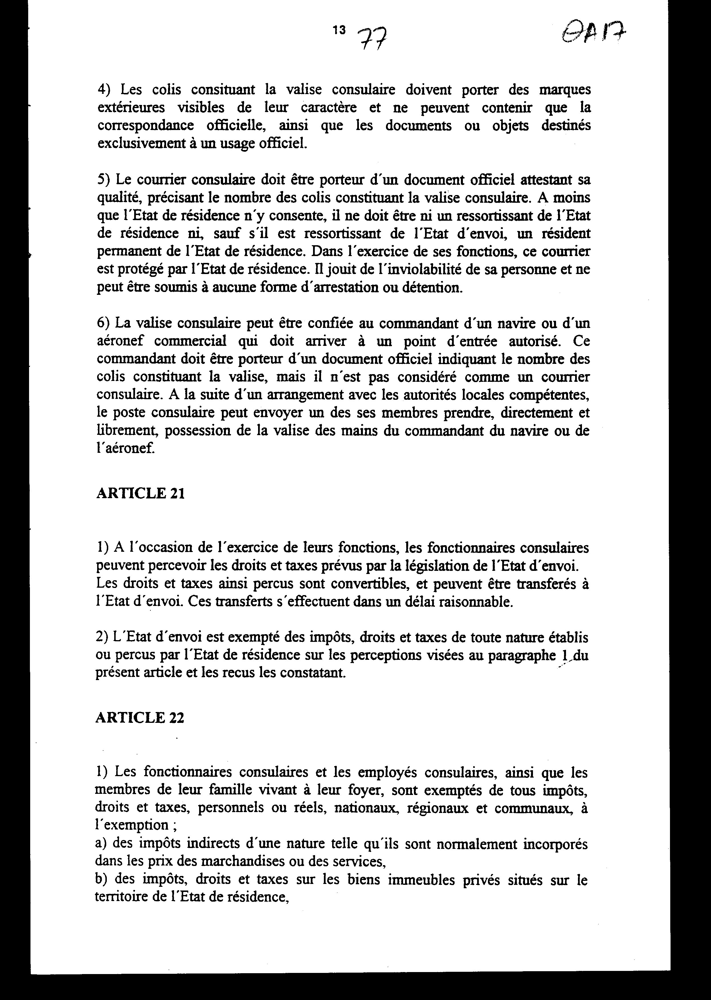 13 77 ΘA17
4) Les colis consituant la valise consulaire doivent porter des marques
extérieures visibles de leur caractère et ne peuvent contenir que la
correspondance officielle, ainsi que les documents ou objets destinés
exclusivement à un usage officiel.
5) Le courrier consulaire doit être porteur d´un document officiel attestant sa
qualité, précisant le nombre des colis constituant la valise consulaire. A moins
que l´Etat de résidence n´y consente, il ne doit être ni un ressortissant de l´Etat
de résidence ni, sauf s´il est ressortissant de l´Etat d´envoi, un résident
permanent de l´Etat de résidence. Dans l´exercice de ses fonctions, ce courrier
est protégé par l´Etat de résidence. Il jouit de l´inviolabilité de sa personne et ne
peut être soumis à aucune forme d´arrestation ou détention.
6) La valise consulaire peut être confiée au commandant d´un navire ou d´un
aéronef commercial qui doit arriver à un point d´entrée autorisé. Ce
commandant doit être porteur d´un document officiel indiquant le nombre des
colis constituant la valise, mais il n´est pas considéré comme un courrier
consulaire. A la suite d´un arrangement avec les autorités locales compétentes,
le poste consulaire peut envoyer un des ses membres prendre, directement et
librement, possession de la valise des mains du commandant du navire ou de
l´aéronef.
ARTICLE 21
1) A l´occasion de l´exercice de leurs fonctions, les fonctionnaires consulaires
peuvent percevoir les droits et taxes prévus par la législation de l´Etat d´envoi.
Les droits et taxes ainsi percus sont convertibles, et peuvent être transferés à
l´Etat d´envoi. Ces transferts s´effectuent dans un délai raisonnable.
2) L´Etat d´envoi est exempté des impôts, droits et taxes de toute nature établis
ou percus par l´Etat de résidence sur les perceptions visées au paragraphe 1 du
présent article et les recus les constatant.
ARTICLE 22
1) Les fonctionnaires consulaires et les employés consulaires, ainsi que les
membres de leur famille vivant à leur foyer, sont exemptés de tous impôts,
droits et taxes, personnels ou réels, nationaux, régionaux et communaux, à
l´exemption ;
a) des impôts indirects d´une nature telle qu´ils sont normalement incorporés
dans les prix des marchandises ou des services,
b) des impôts, droits et taxes sur les biens immeubles privés situés sur le
territoire de l´Etat de résidence,